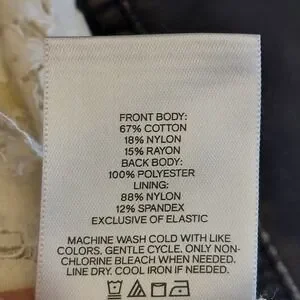 FRONT BODY:
67% COTTON
18% NYLON
15% RAYON
BACK BODY:
100% POLYESTER
LINING:
88% NYLON
12% SPANDEX
EXCLUSIVE OF ELASTIC
MACHINE WASH COLD WITH LIKE
COLORS. GENTLE CYCLE. ONLY NON-
CHLORINE BLEACH WHEN NEEDED.
LINE DRY. COOL IRON IF NEEDED.